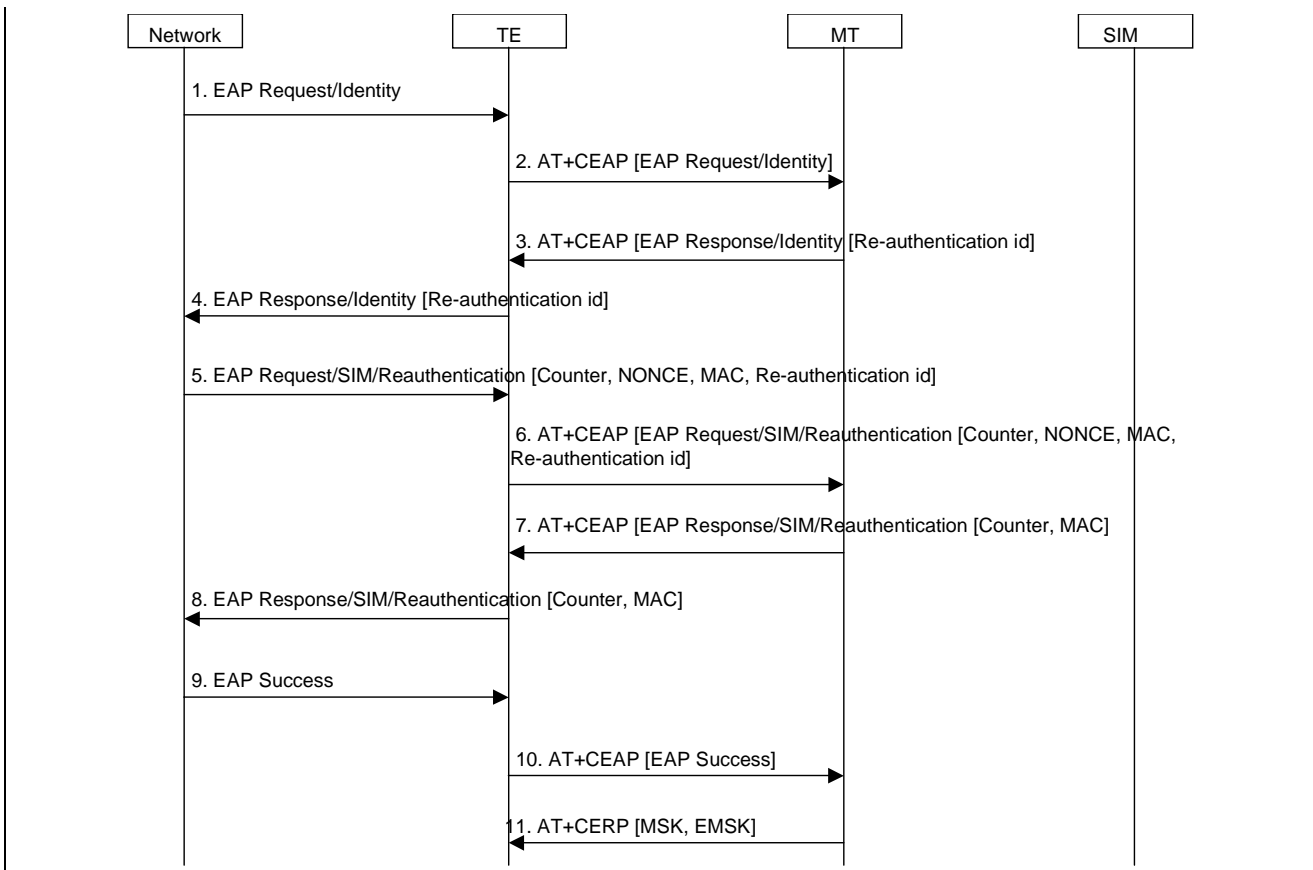 Network
TE
MT
SIM
1. EAP Request/Identity
2. AT+CEAP [EAP Request/Identity]
3. AT+CEAP [EAP Response/Identity [Re-authentication id]
4. EAP Response/Identity [Re-authentication id]
5. EAP Request/SIM/Reauthentication [Counter, NONCE, MAC, Re-authentication id]
6. AT+CEAP [EAP Request/SIM/Reauthentication [Counter, NONCE, MAC,
Re-authentication id]
7. AT+CEAP [EAP Response/SIM/Reauthentication [Counter, MAC]
8. EAP Response/SIM/Reauthentication [Counter, MAC]
9. EAP Success
10. AT+CEAP [EAP Success]
11. AT+CERP [MSK, EMSK]